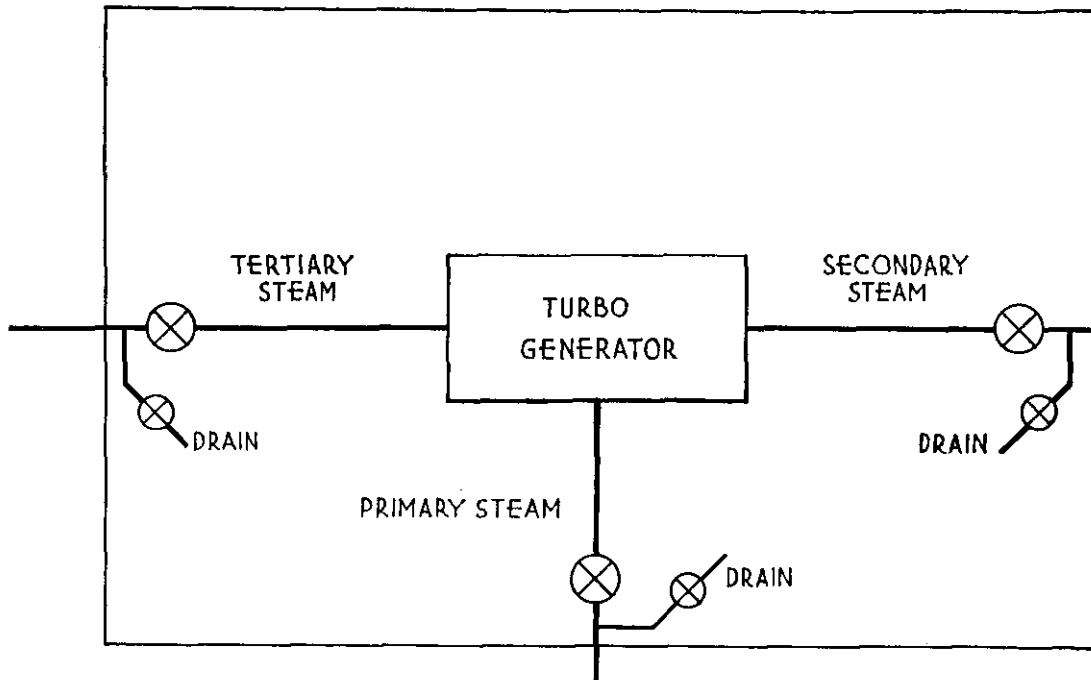 TERTIARY
STEAM
TURBO
GENERATOR
SECONDARY
STEAM
DRAIN
DRAIN
PRIMARY STEAM
DRAIN